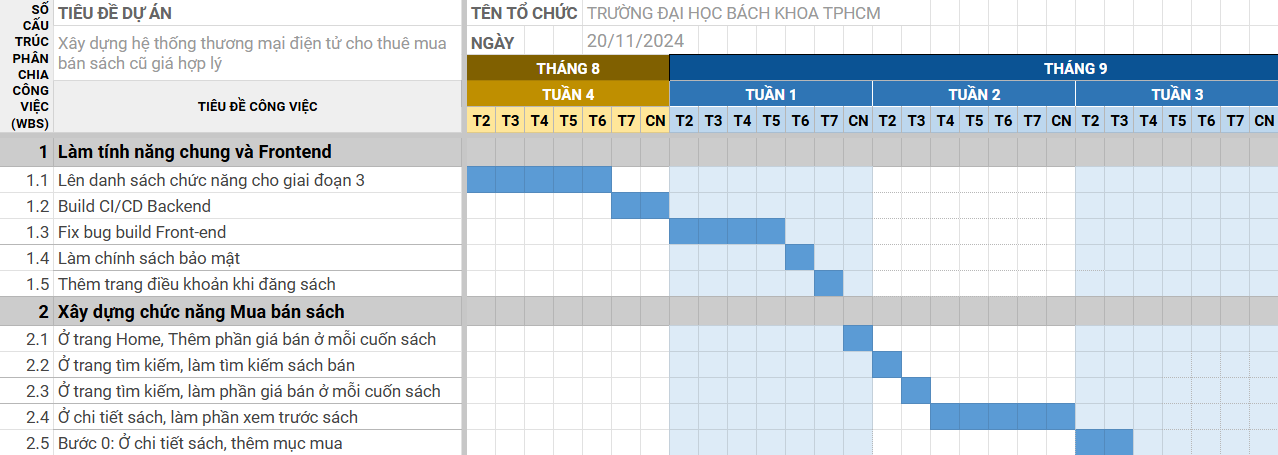 SỐ
CẤU
TRÚC
PHÂN
CHIA
CÔNG
VIỆC
(WBS)
TIÊU ĐỀ DỰ ÁN
Xây dựng hệ thống thương mại điện tử cho thuê mua
bán sách cũ giá hợp lý
TIÊU ĐỀ CÔNG VIỆC
TÊN TỔ CHỨC TRƯỜNG ĐẠI HỌC BÁCH KHOA TPHCM
NGÀY 20/11/2024
THÁNG 8 THÁNG 9
TUẦN 4 TUẦN 1 TUẦN 2 TUẦN 3
T2 T3 T4 T5 T6 T7 CN T2 T3 T4 T5 T6 T7 CN T2 T3 T4 T5 T6 T7 CN T2 T3 T4 T5 T6 T7 CN
1 Làm tính năng chung và Frontend
1.1 Lên danh sách chức năng cho giai đoạn 3
1.2 Build CI/CD Backend
1.3 Fix bug build Front-end
1.4 Làm chính sách bảo mật
1.5 Thêm trang điều khoản khi đăng sách
2 Xây dựng chức năng Mua bán sách
2.1 Ở trang Home, Thêm phần giá bán ở mỗi cuốn sách
2.2 Ở trang tìm kiếm, làm tìm kiếm sách bán
2.3 Ở trang tìm kiếm, làm phần giá bán ở mỗi cuốn sách
2.4 Ở chi tiết sách, làm phần xem trước sách
2.5 Bước 0: Ở chi tiết sách, thêm mục mua